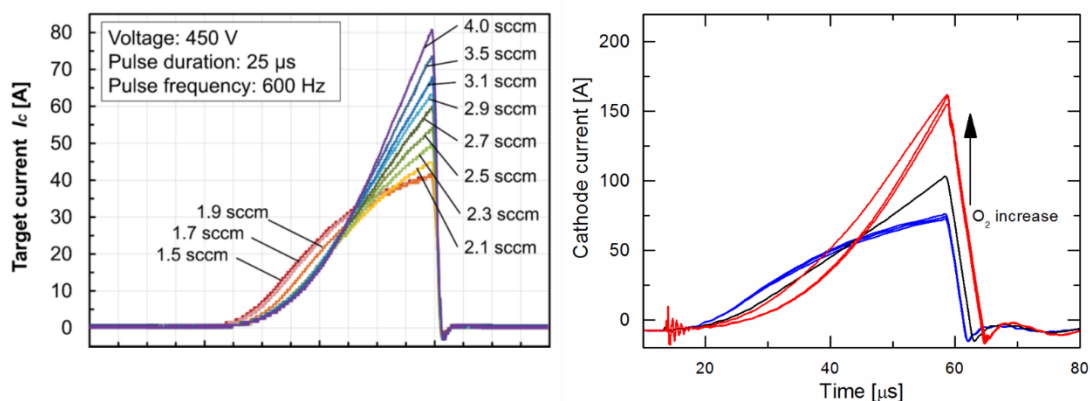 Target current Ic [A]
80
70
60
50
40
30
20
10
0
Voltage: 450 V
Pulse duration: 25 μs
Pulse frequency: 600 Hz
4.0 sccm
3.5 sccm
3.1 sccm
2.9 sccm
2.7 sccm
2.5 sccm
2.3 sccm
2.1 sccm
1.9 sccm
1.7 sccm
1.5 sccm
Cathode current [A]
200
150
100
50
0
O2 increase
20
40
60
80
Time [μs]